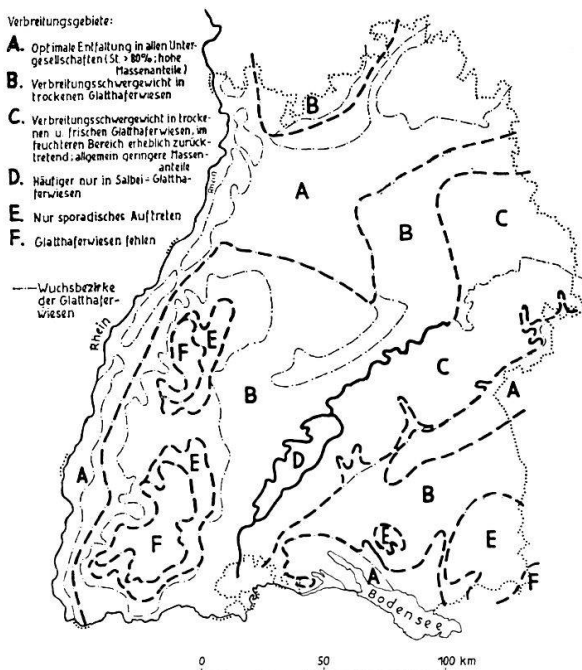 Verbreitungsgebiete:
A. Optimale Entfaltung in allen Unter-
gesellschaften (St. > 80%; hohe
Massenanteile)
B. Verbreitungsschwergewicht in
trockenen Glatthaferwiesen
C. Verbreitungsschwergewicht in trocke-
nen u. frischen Glatthaferwiesen, im
feuchteren Bereich erheblich zurück-
tretend; allgemein geringere Massen-
anteile
D. Häufiger nur in Salbei-Glattha-
ferwiesen
E. Nur sporadisches Auftreten
F. Glatthaferwiesen fehlen
Wuchsbezirke
der Glatthafer-
wiesen
Rhein
B
A
B
C
F
E
B
C
A
D
A
E
B
F
E
E
A
F
Bodensee
0 50 100 km